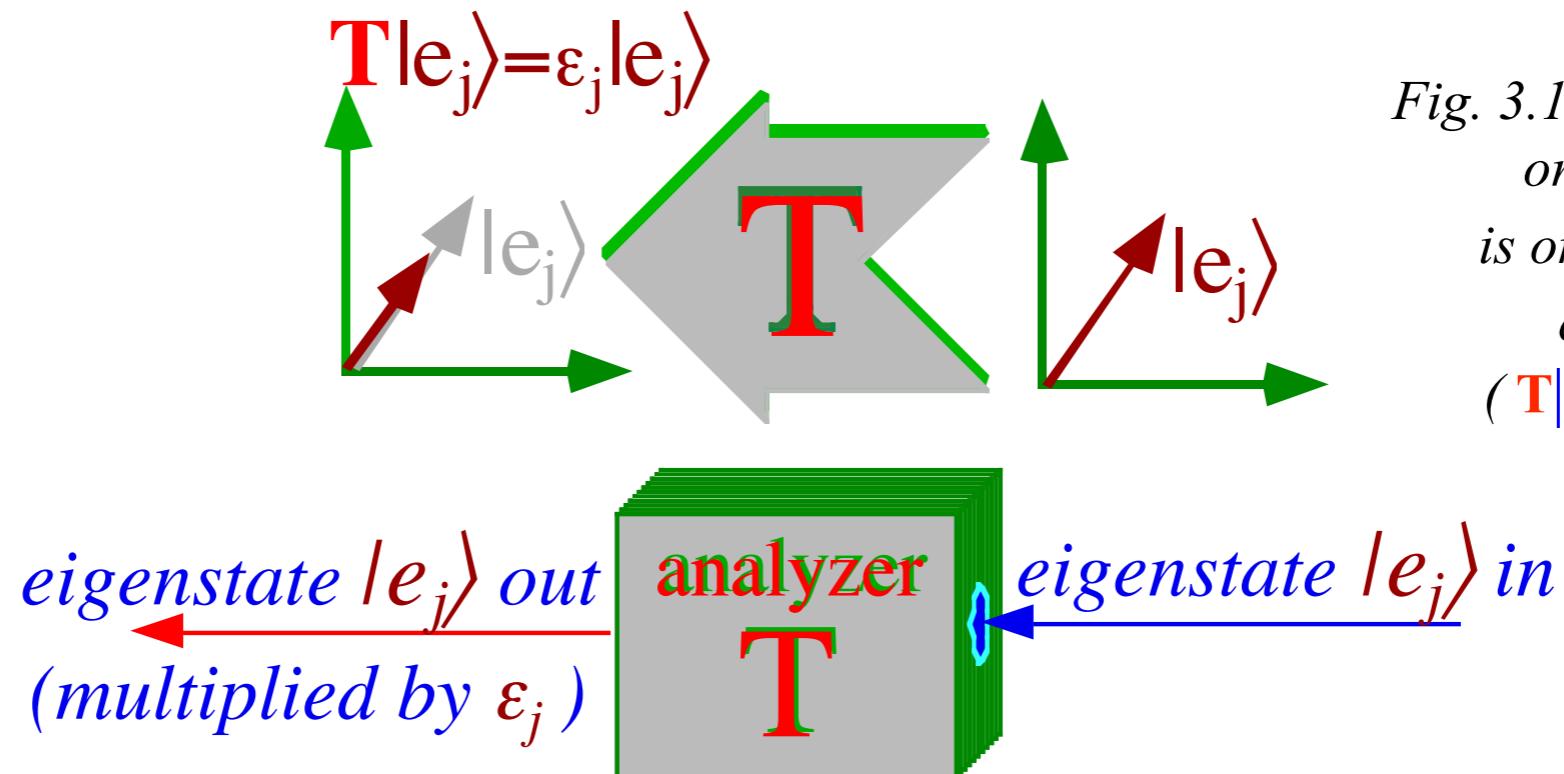 T|e_j⟩=ε_j|e_j⟩
|e_j⟩
T
|e_j⟩
Fig. 3.1
is
( T|
eigenstate |e_j⟩ out
(multiplied by ε_j )
analyzer
T
eigenstate |e_j⟩ in